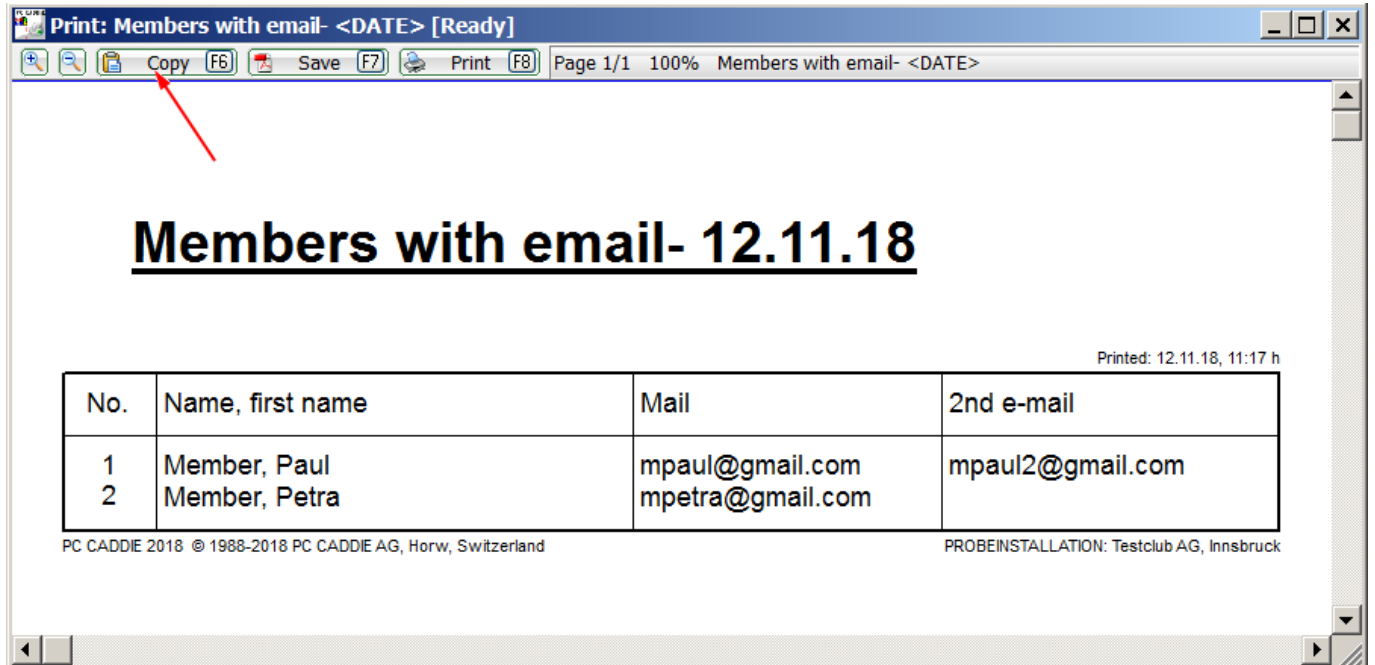 Print: Members with email- <DATE> [Ready]
Copy F6 Save F7 Print F8 Page 1/1 100% Members with email- <DATE>
Members with email- 12.11.18
Printed: 12.11.18, 11:17 h
No. Name, first name Mail 2nd e-mail
1 Member, Paul mpaul@gmail.com mpaul2@gmail.com
2 Member, Petra mpetra@gmail.com
PC CADDIE 2018 © 1988-2018 PC CADDIE AG, Horw, Switzerland PROBEINSTALLATION: Testclub AG, Innsbruck